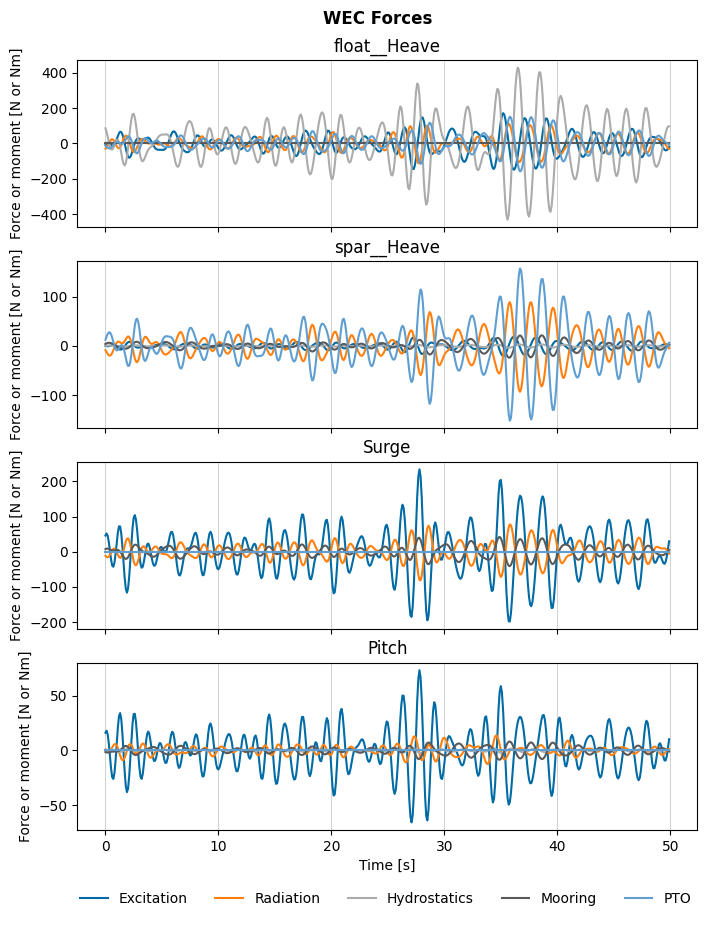 WEC Forces
float__Heave
Force or moment [N or Nm]
400
200
0
−200
−400
spar__Heave
Force or moment [N or Nm]
100
0
−100
Surge
Force or moment [N or Nm]
200
100
0
−100
−200
Pitch
Force or moment [N or Nm]
50
0
−50
0 10 20 30 40 50
Time [s]
Excitation Radiation Hydrostatics Mooring PTO